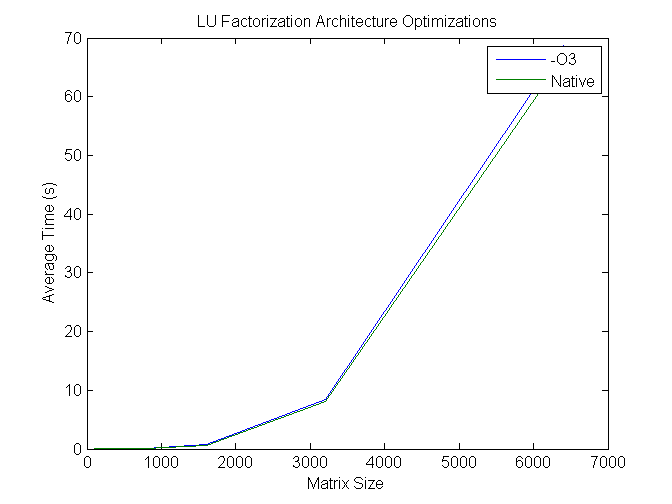 LU Factorization Architecture Optimizations
70
60
50
40
30
20
10
0
Average Time (s)
-O3
Native
0 1000 2000 3000 4000 5000 6000 7000
Matrix Size